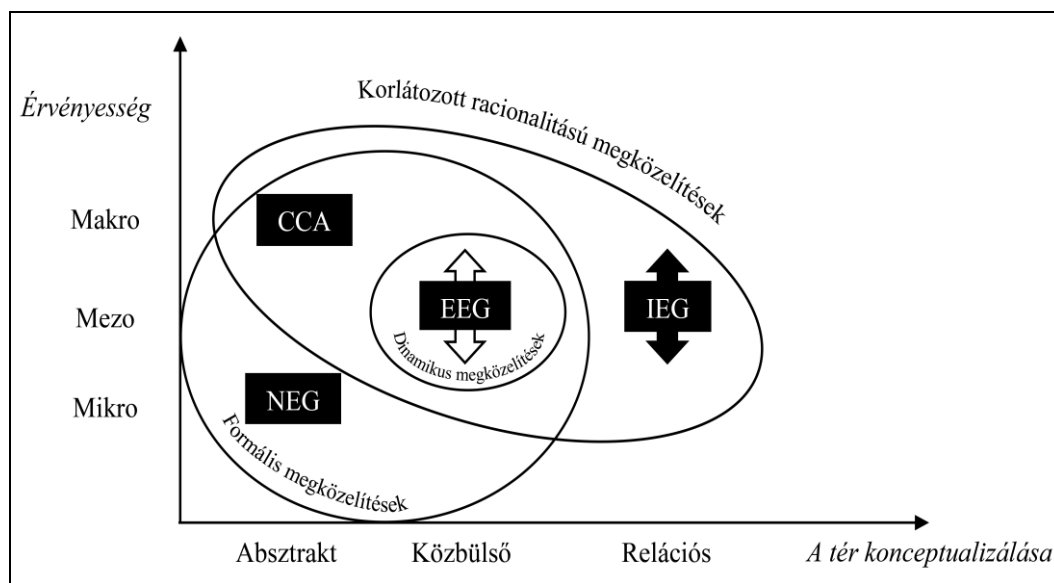 Érvényesség
Korlátozott racionalitású megközelítések
Makro
CCA
Mezo
EEG
IEG
Dinamikus megközelítések
Mikro
NEG
Formális megközelítések
Absztrakt
Közbülső
Relációs
A tér konceptualizálása